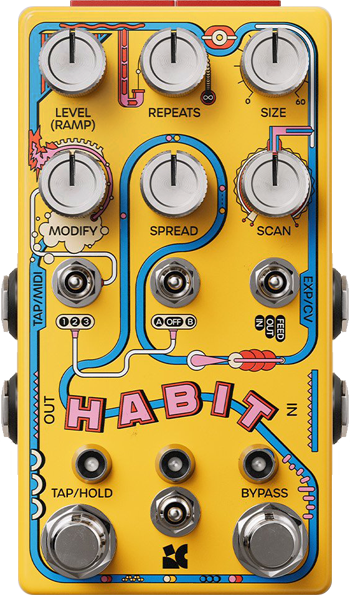 LEVEL
(RAMP)
REPEATS
∞
SIZE
0
60
MODIFY
SPREAD
SCAN
TAP/MIDI
EXP/CV
1 2 3
A OFF B
IN
OUT
FEED
OUT
HABIT
IN
TAP/HOLD
BYPASS